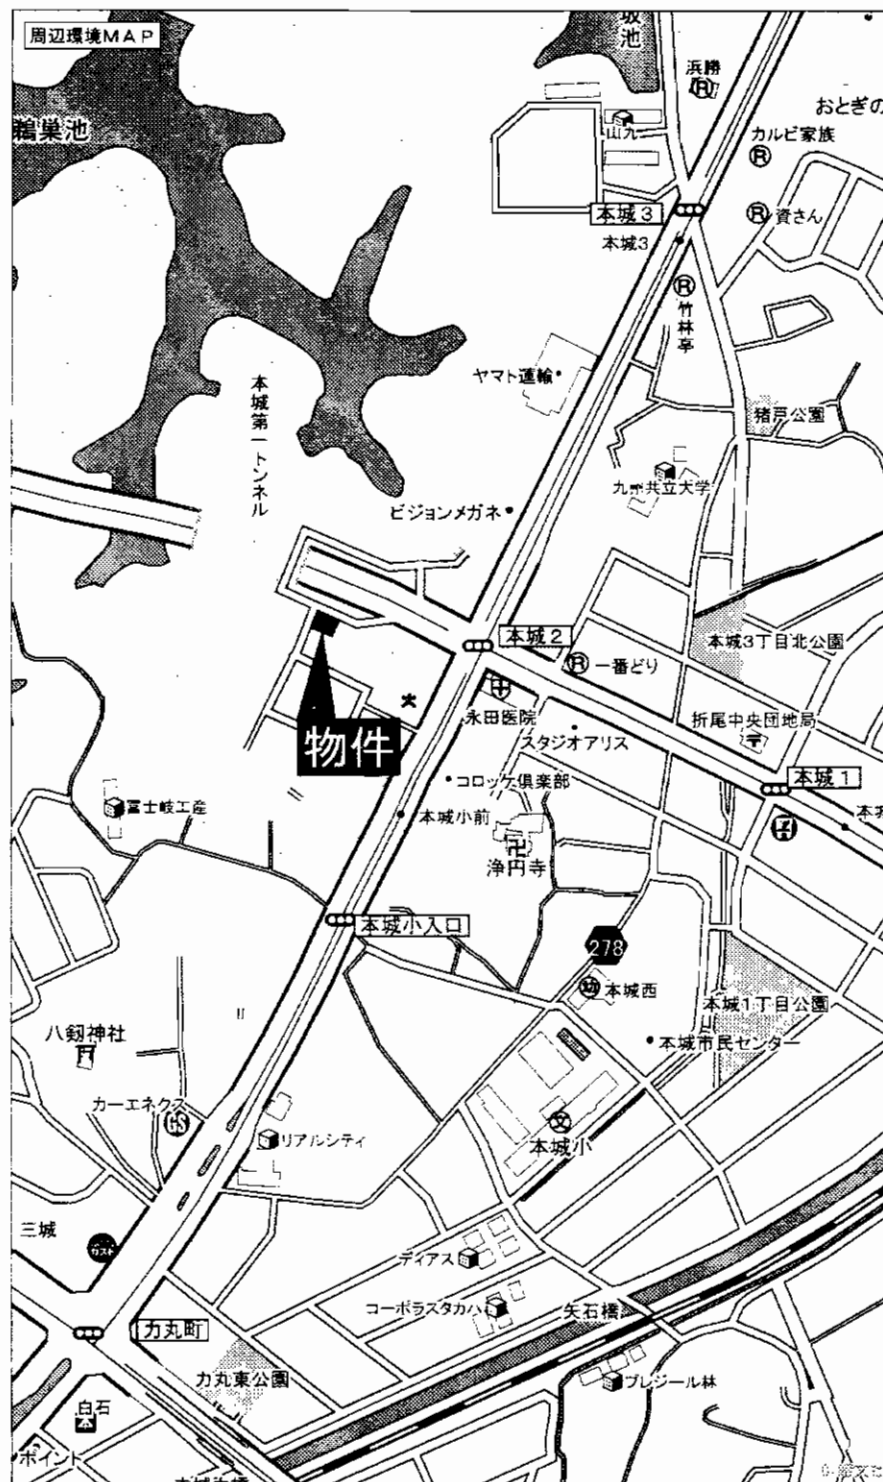 周辺環境MAP
坂池
浜勝
おとぎの
鵜巣池
山九
カルビ家族
本城3
資さん
本城3
竹林亭
ヤマト運輸
本城第一トンネル
猪戸公園
九州共立大学
ビジョンメガネ
本城2
本城3丁目北公園
一番どり
永田医院
折尾中央団地局
スタジオアリス
物件
本城1
コロッケ倶楽部
冨士岐工産
本城小前
浄円寺
本城小入口
278
本城西
本城1丁目公園
八剱神社
本城市民センター
カーエネクス
GS
リアルシティ
文
本城小
三城
ガスト
ディアス
コーポラスタカハシ
矢石橋
力丸町
力丸東公園
プレジール林
白石
ポイント